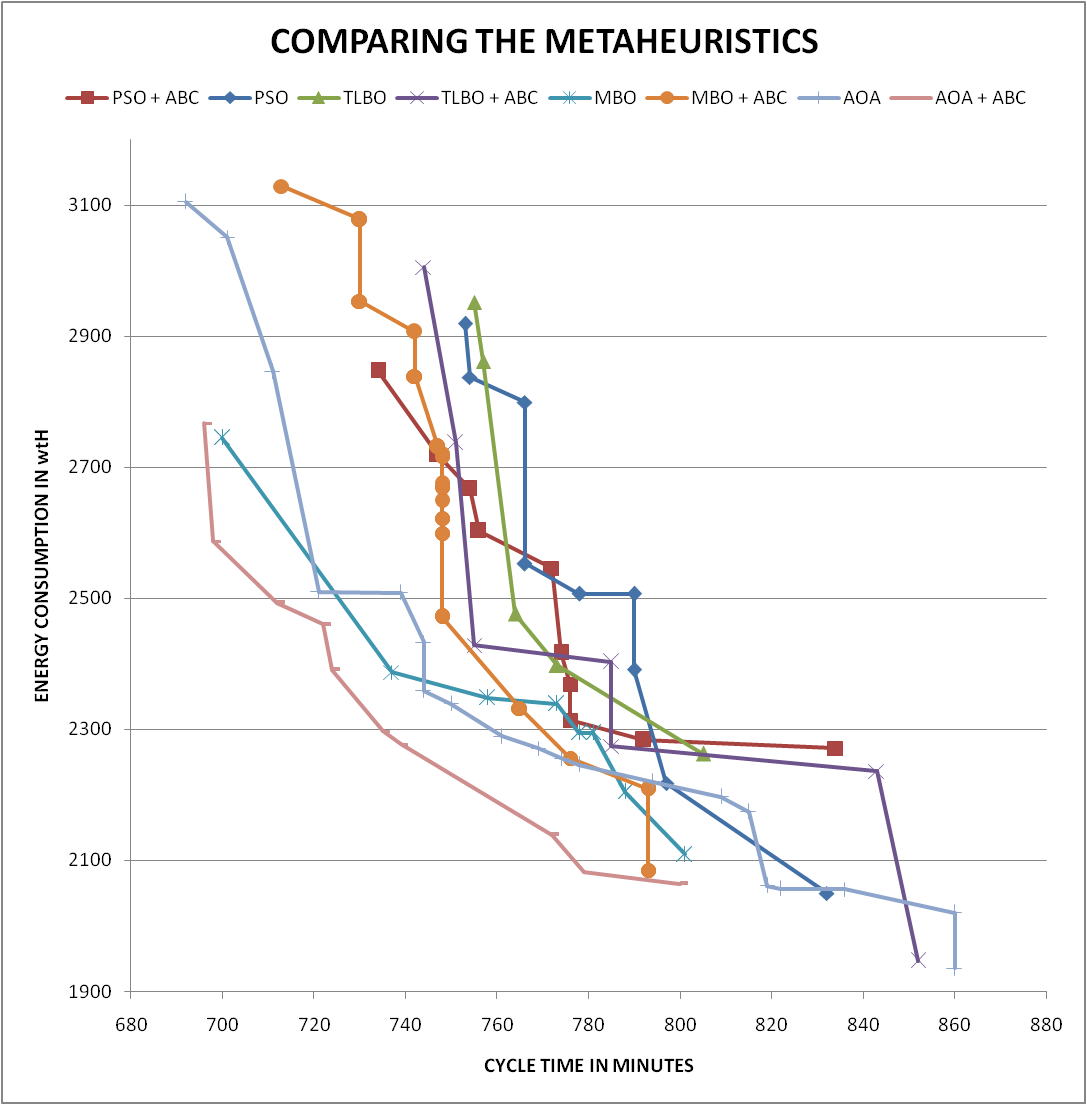 COMPARING THE METAHEURISTICS
PSO + ABC PSO TLBO TLBO + ABC MBO MBO + ABC AOA AOA + ABC
3100
2900
2700
2500
2300
2100
1900
ENERGY CONSUMPTION IN wtH
680 700 720 740 760 780 800 820 840 860 880
CYCLE TIME IN MINUTES